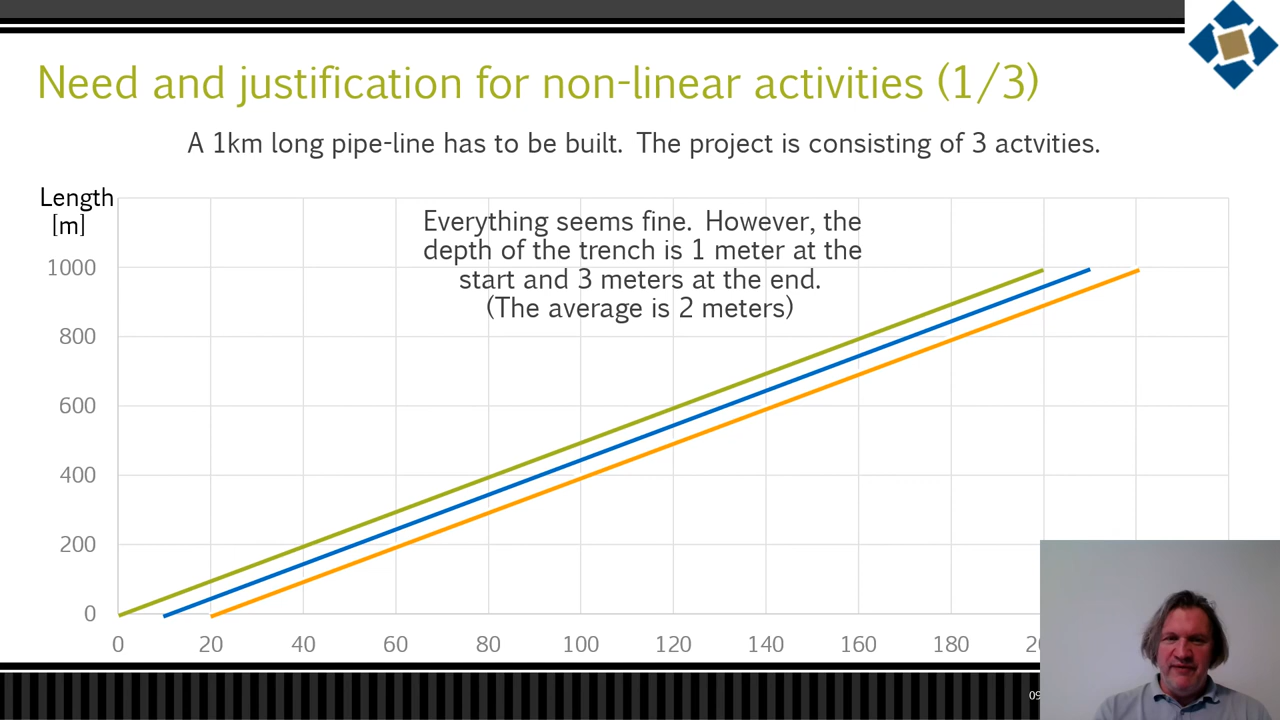 Need and justification for non-linear activities (1/3)
A 1km long pipe-line has to be built. The project is consisting of 3 actvities.
Length
[m]
Everything seems fine. However, the
depth of the trench is 1 meter at the
start and 3 meters at the end.
(The average is 2 meters)
1000
800
600
400
200
0
0 20 40 60 80 100 120 140 160 180